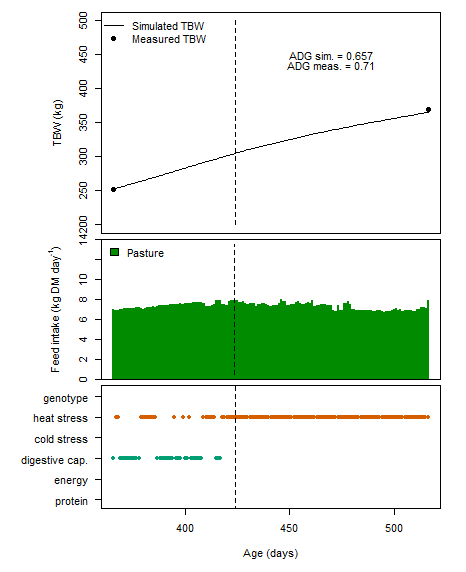 Simulated TBW
Measured TBW
ADG sim. = 0.657
ADG meas. = 0.71
TBW (kg)
500
450
400
350
300
250
200
Pasture
Feed intake (kg DM day⁻¹)
14
10
8
6
4
2
0
genotype
heat stress
cold stress
digestive cap.
energy
protein
400
450
500
Age (days)